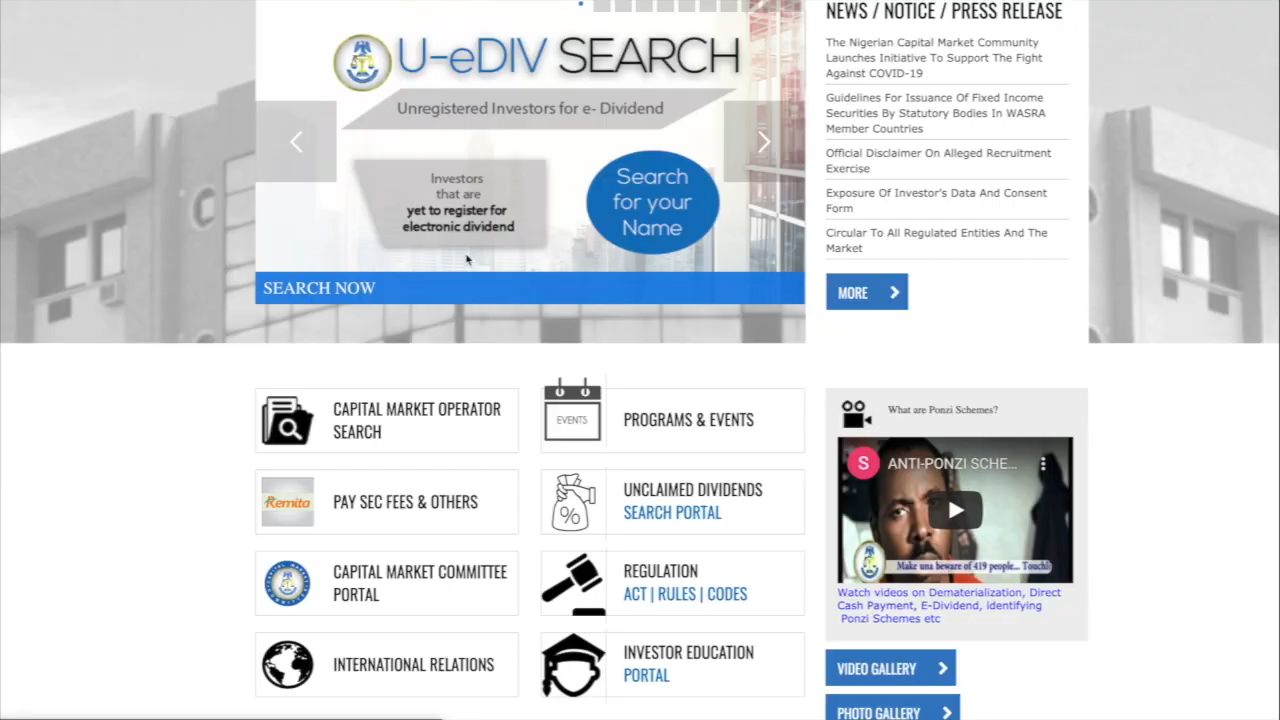 U-eDIV SEARCH
Unregistered Investors for e- Dividend
Investors
that are
yet to register for
electronic dividend
Search
for your
Name
SEARCH NOW
NEWS / NOTICE / PRESS RELEASE
The Nigerian Capital Market Community
Launches Initiative To Support The Fight
Against COVID-19
Guidelines For Issuance Of Fixed Income
Securities By Statutory Bodies In WASRA
Member Countries
Official Disclaimer On Alleged Recruitment
Exercise
Exposure Of Investor's Data And Consent
Form
Circular To All Regulated Entities And The
Market
MORE
CAPITAL MARKET OPERATOR
SEARCH
EVENTS
PROGRAMS & EVENTS
Remita
PAY SEC FEES & OTHERS
%
UNCLAIMED DIVIDENDS
SEARCH PORTAL
CAPITAL MARKET COMMITTEE
PORTAL
REGULATION
ACT | RULES | CODES
INTERNATIONAL RELATIONS
INVESTOR EDUCATION
PORTAL
What are Ponzi Schemes?
S
ANTI-PONZI SCHE...
Make una beware of 419 people...
Watch videos on Dematerialization, Direct
Cash Payment, E-Dividend, identifying
Ponzi Schemes etc
VIDEO GALLERY
PHOTO GALLERY